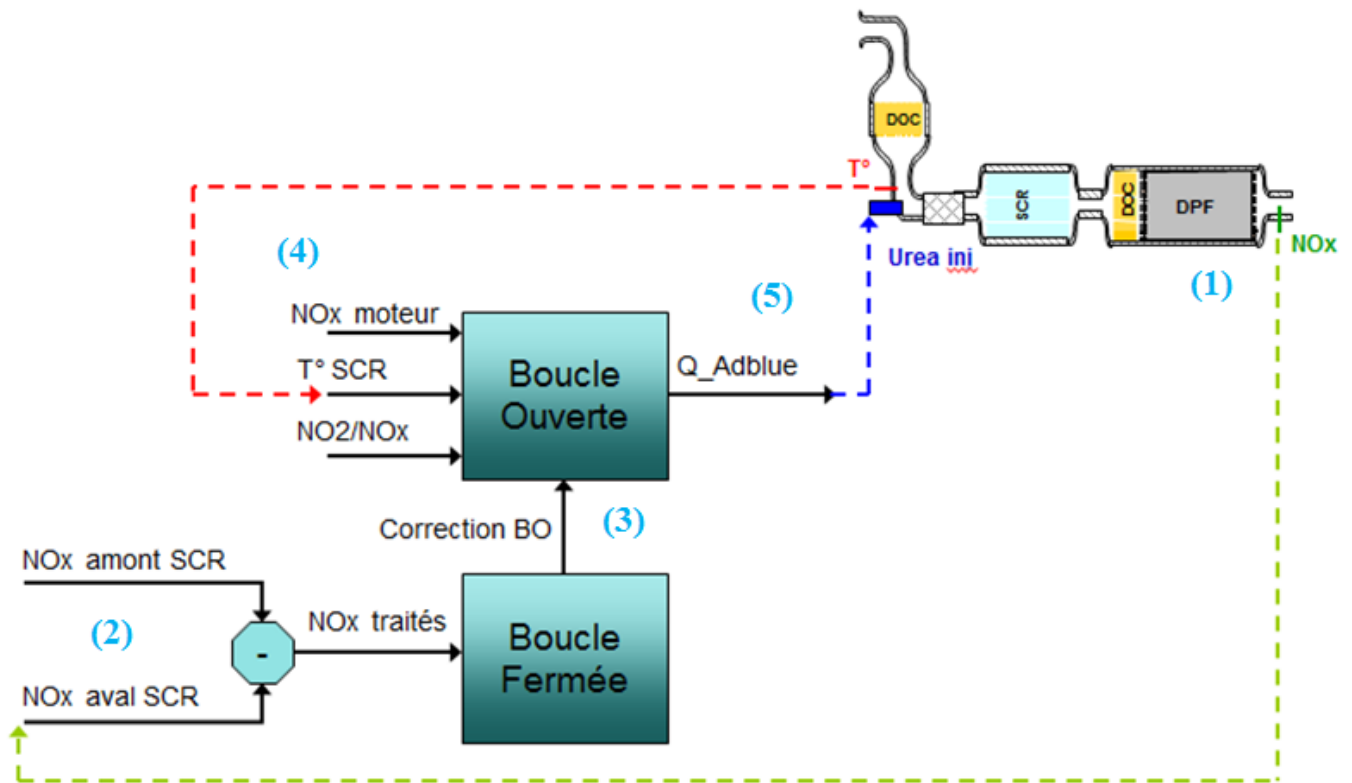 DOC
T°
SCR
DOC
DPF
NOx
Urea ini
(1)
(4)
(5)
NOx moteur
T° SCR
NO2/NOx
Boucle
Ouverte
Q_Adblue
Correction BO
(3)
NOx amont SCR
(2)
NOx traités
-
NOx aval SCR
Boucle
Fermée